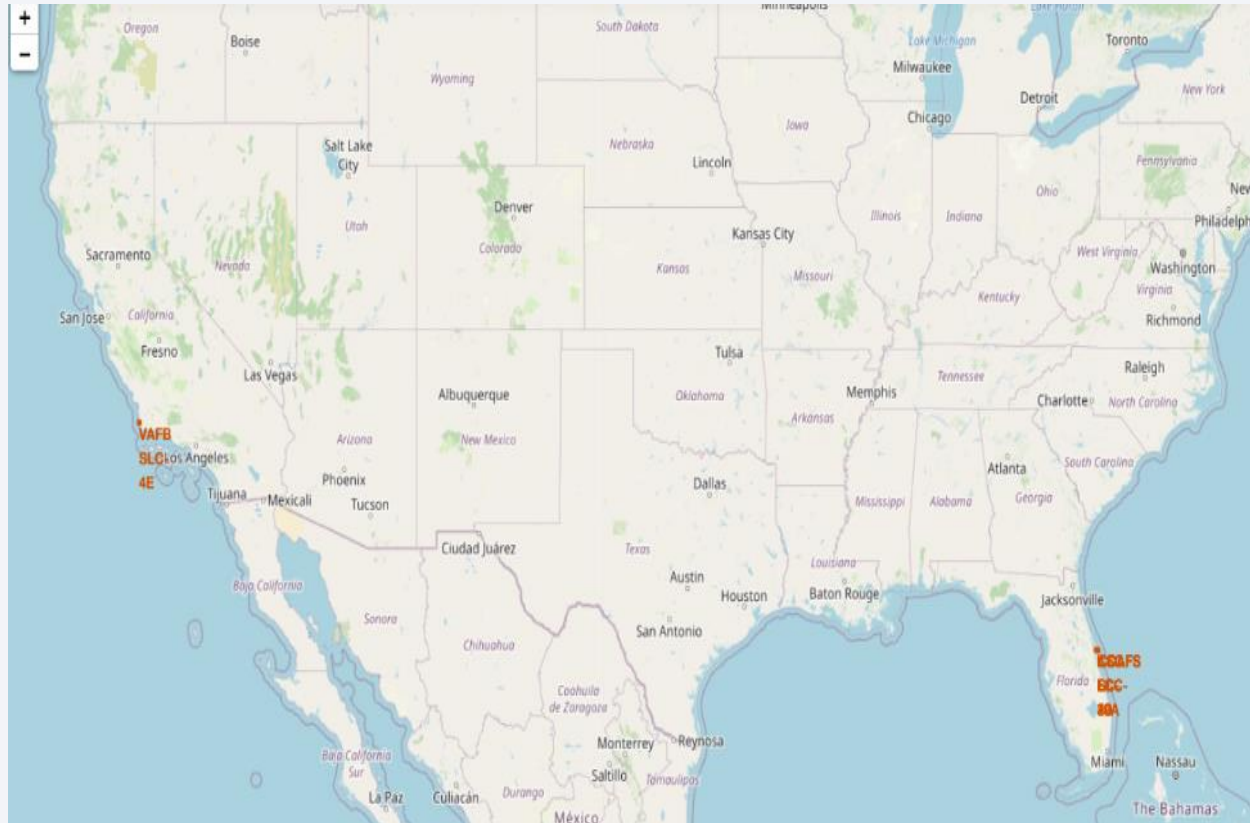 +
−
Oregon
Boise
South Dakota
Minneapolis
Lake Huron
Toronto
Lake Michigan
Milwaukee
Wyoming
Detroit
New York
Chicago
Iowa
Salt Lake
City
Nebraska
Lincoln
Pennsylvania
Ohio
Denver
Illinois
Indiana
Utah
Kansas City
Colorado
Sacramento
Nevada
Kansas
Missouri
West Virginia
Washington
Virginia
Kentucky
Richmond
San Jose
California
Fresno
Las Vegas
Tulsa
Raleigh
Tennessee
Albuquerque
Oklahoma
Memphis
Charlotte
North Carolina
Arkansas
VAFB
SLC-
4E
Los Angeles
Arizona
New Mexico
South Carolina
Atlanta
Phoenix
Dallas
Tijuana
Mexicali
Tucson
Mississippi
Alabama
Georgia
Ciudad Juárez
Texas
Louisiana
Baja California
Austin
Houston
Baton Rouge
Jacksonville
Sonora
San Antonio
Chihuahua
Florida
Coahuila
de Zaragoza
Monterrey
Reynosa
Baja California
Sur
Saltillo
Tamaulipas
Miami
Nassau
La Paz
Culiacán
Durango
The Bahamas
México